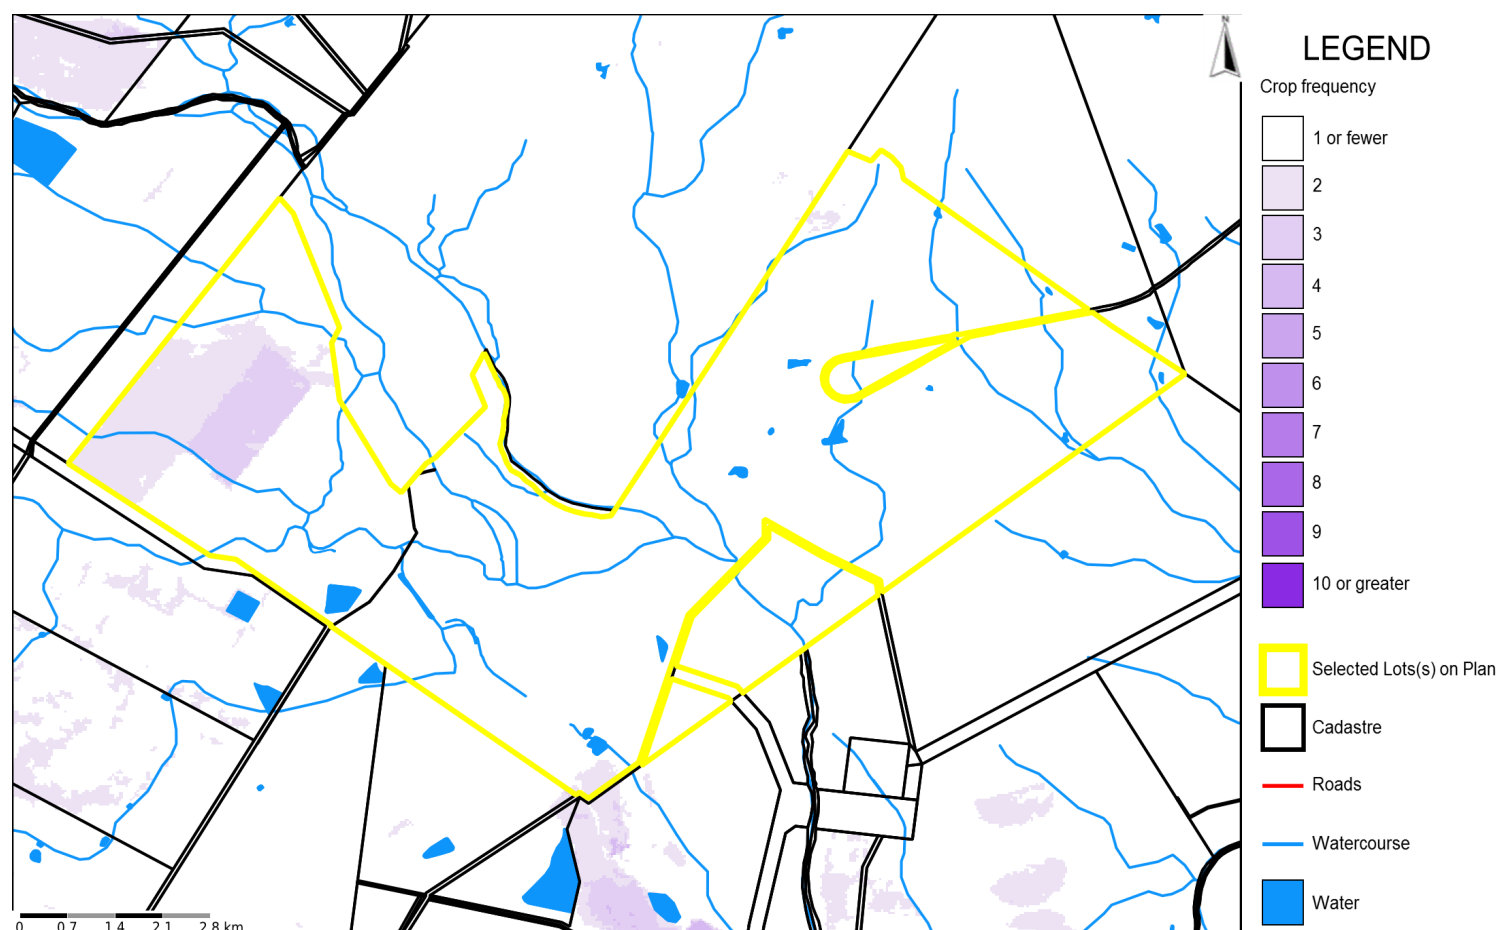 N
LEGEND
Crop frequency
1 or fewer
2
3
4
5
6
7
8
9
10 or greater
Selected Lots(s) on Plan
Cadastre
Roads
Watercourse
Water
0 0.7 1.4 2.1 2.8 km